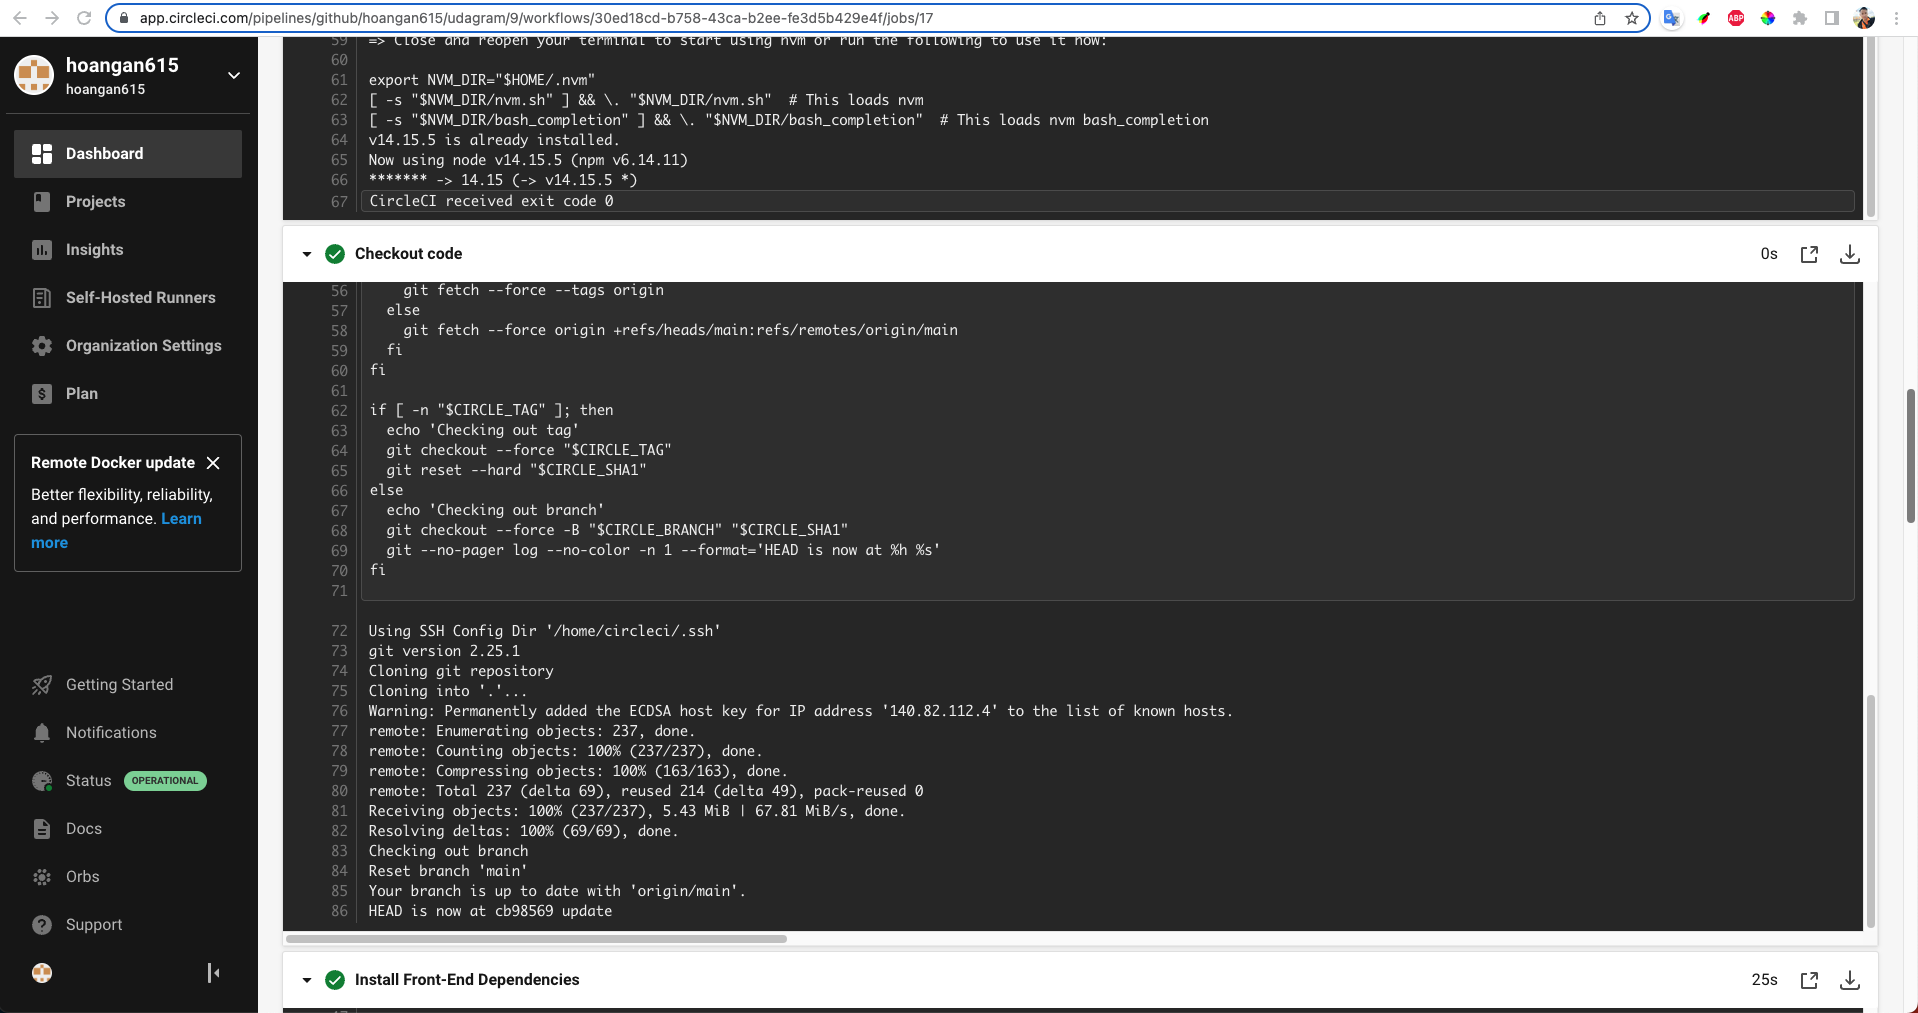 app.circleci.com/pipelines/github/hoangan615/udagram/9/workflows/30ed18cd-b758-43ca-b2ee-fe3d5b429e4f/jobs/17
ABP
hoangan615
hoangan615
Dashboard
Projects
Insights
Self-Hosted Runners
Organization Settings
Plan
Remote Docker update
Better flexibility, reliability,
and performance. Learn
more
Getting Started
Notifications
Status OPERATIONAL
Docs
Orbs
Support
59 => Close and reopen your terminal to start using nvm or run the following to use it now:
60
61 export NVM_DIR="$HOME/.nvm"
62 [ -s "$NVM_DIR/nvm.sh" ] && \. "$NVM_DIR/nvm.sh"  # This loads nvm
63 [ -s "$NVM_DIR/bash_completion" ] && \. "$NVM_DIR/bash_completion"  # This loads nvm bash_completion
64 v14.15.5 is already installed.
65 Now using node v14.15.5 (npm v6.14.11)
66 ******* -> 14.15 (-> v14.15.5 *)
67 CircleCI received exit code 0
Checkout code 0s
56 git fetch --force --tags origin
57 else
58 git fetch --force origin +refs/heads/main:refs/remotes/origin/main
59 fi
60 fi
61
62 if [ -n "$CIRCLE_TAG" ]; then
63 echo 'Checking out tag'
64 git checkout --force "$CIRCLE_TAG"
65 git reset --hard "$CIRCLE_SHA1"
66 else
67 echo 'Checking out branch'
68 git checkout --force -B "$CIRCLE_BRANCH" "$CIRCLE_SHA1"
69 git --no-pager log --no-color -n 1 --format='HEAD is now at %h %s'
70 fi
71
72 Using SSH Config Dir '/home/circleci/.ssh'
73 git version 2.25.1
74 Cloning git repository
75 Cloning into '.'...
76 Warning: Permanently added the ECDSA host key for IP address '140.82.112.4' to the list of known hosts.
77 remote: Enumerating objects: 237, done.
78 remote: Counting objects: 100% (237/237), done.
79 remote: Compressing objects: 100% (163/163), done.
80 remote: Total 237 (delta 69), reused 214 (delta 49), pack-reused 0
81 Receiving objects: 100% (237/237), 5.43 MiB | 67.81 MiB/s, done.
82 Resolving deltas: 100% (69/69), done.
83 Checking out branch
84 Reset branch 'main'
85 Your branch is up to date with 'origin/main'.
86 HEAD is now at cb98569 update
Install Front-End Dependencies 25s